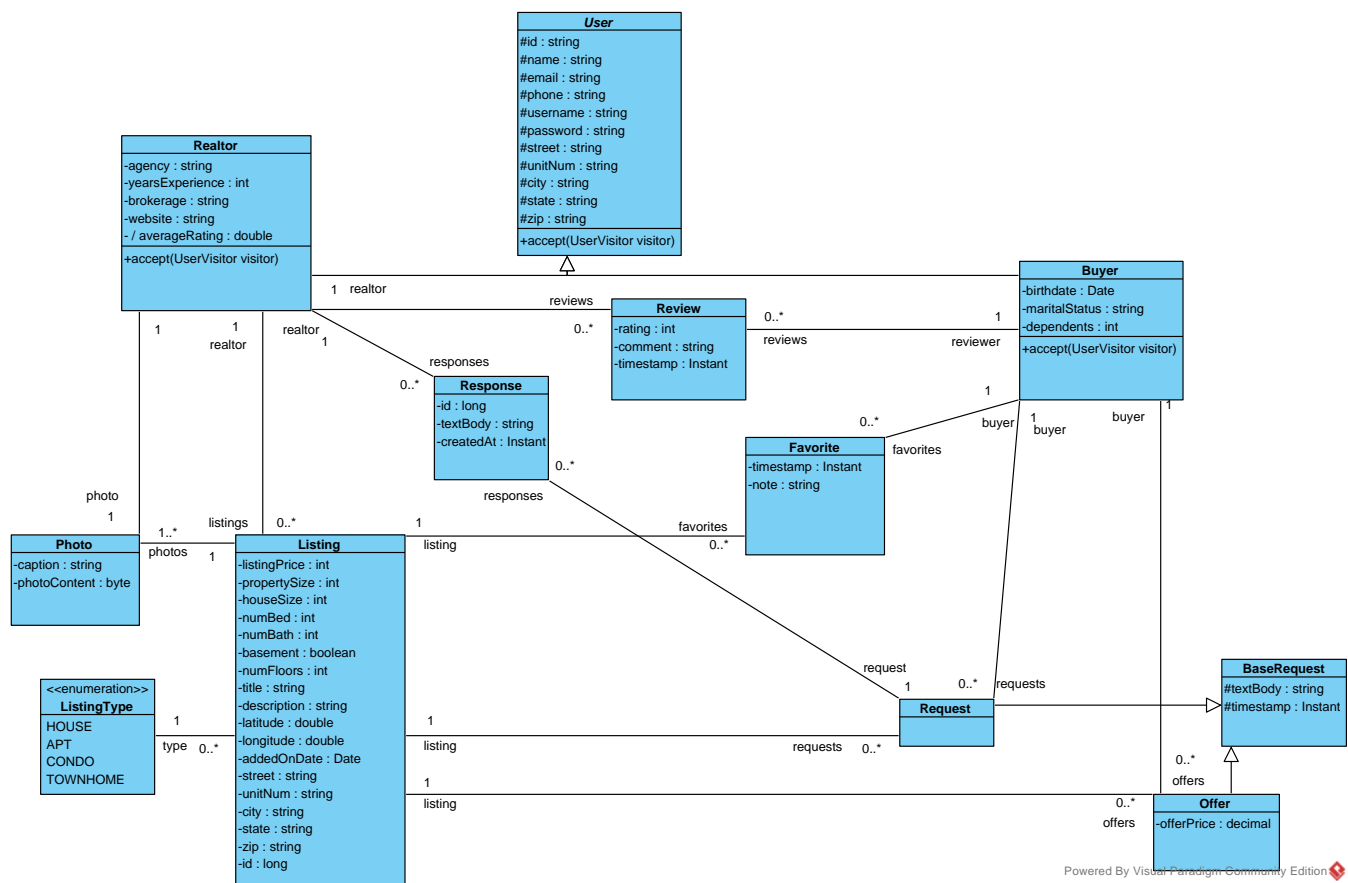 User
#id : string
#name : string
#email : string
#phone : string
#username : string
#password : string
#street : string
#unitNum : string
#city : string
#state : string
#zip : string
+accept(UserVisitor visitor)
Realtor
-agency : string
-yearsExperience : int
-brokerage : string
-website : string
- / averageRating : double
+accept(UserVisitor visitor)
Buyer
-birthdate : Date
-maritalStatus : string
-dependents : int
+accept(UserVisitor visitor)
1 realtor
reviews
0..*
Review
-rating : int
-comment : string
-timestamp : Instant
0..*
reviews
1
reviewer
1
1
realtor
realtor
1
responses
0..*
Response
-id : long
-textBody : string
-createdAt : Instant
0..*
responses
1
buyer
0..*
favorites
1
buyer
buyer
1
Favorite
-timestamp : Instant
-note : string
photo
1
1..*
photos
listings
0..*
1
1
listing
favorites
0..*
Photo
-caption : string
-photoContent : byte
Listing
-listingPrice : int
-propertySize : int
-houseSize : int
-numBed : int
-numBath : int
-basement : boolean
-numFloors : int
-title : string
-description : string
-latitude : double
-longitude : double
-addedOnDate : Date
-street : string
-unitNum : string
-city : string
-state : string
-zip : string
-id : long
<<enumeration>>
ListingType
HOUSE
APT
CONDO
TOWNHOME
1
type
0..*
request
1
0..*
requests
Request
BaseRequest
#textBody : string
#timestamp : Instant
1
listing
requests
0..*
1
listing
0..*
offers
0..*
offers
Offer
-offerPrice : decimal
Powered By Visual Paradigm Community Edition